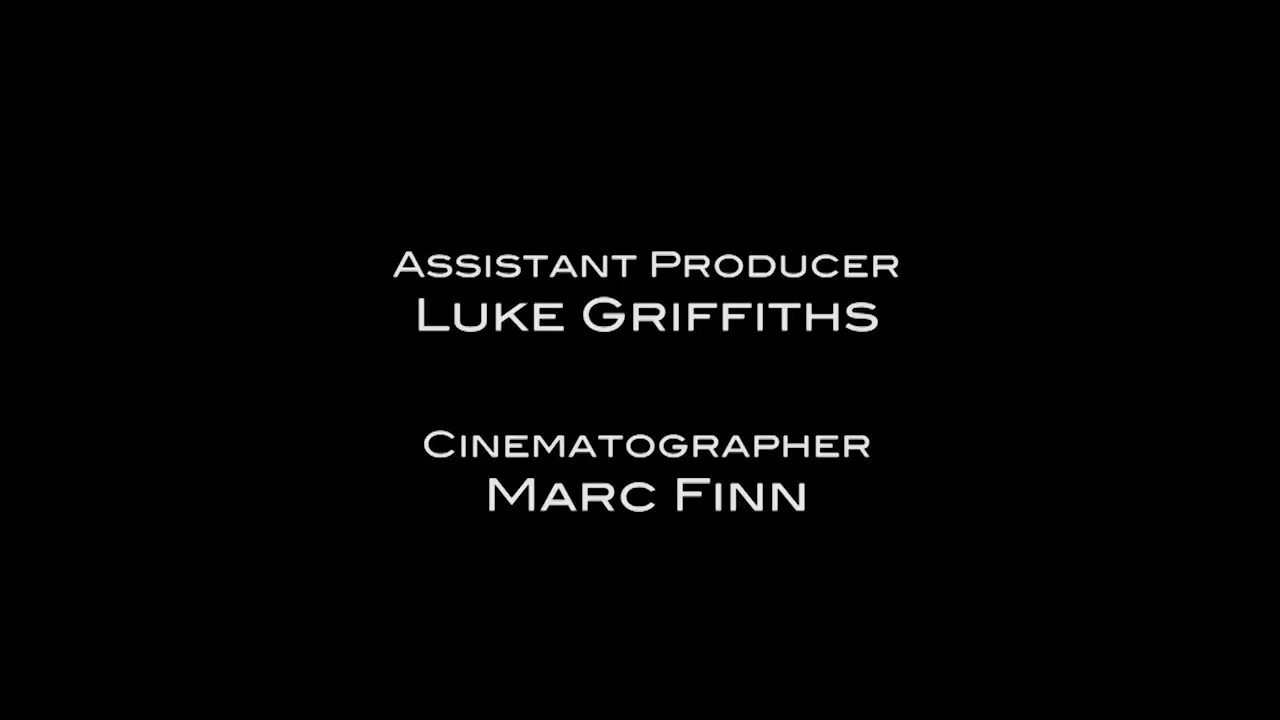 Assistant Producer
Luke Griffiths
Cinematographer
Marc Finn